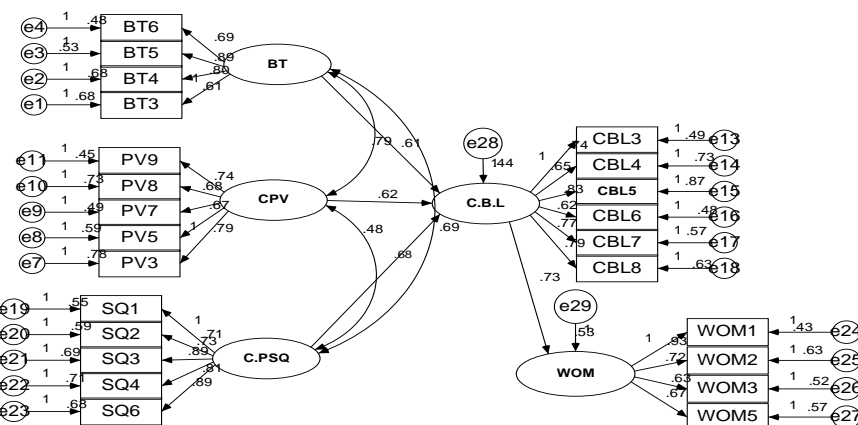 e4 1 .48 BT6 .69
e3 .53 BT5 .89
e2 1 .68 BT4 .80
e1 1 .68 BT3 .61
BT
.79 .61
e11 1 .45 PV9 .74
e10 1 .73 PV8 .68
e9 1 .49 PV7 .67
e8 1 .59 PV5 1
e7 1 .78 PV3 .79
CPV
.62
.48
.68
.69
e28
C.B.L
1 CBL3 1 .49 e13
.65 CBL4 1 .73 e14
.83 CBL5 1 .87 e15
.62 CBL6 1 e16
.77 CBL7 1 .57 e17
.79 CBL8 1 .63 e18
.73
e19 1 .55 SQ1 1
e20 1 .59 SQ2 .71
e21 1 .69 SQ3 .73
e22 1 .71 SQ4 .89
e23 1 .68 SQ6 .81
.89
C.PSQ
e29
.53
WOM
1 WOM1 1 .43 e24
.93 WOM2 1 .63 e25
.72 WOM3 1 .52 e26
.63 WOM5 1 .57 e27
.67